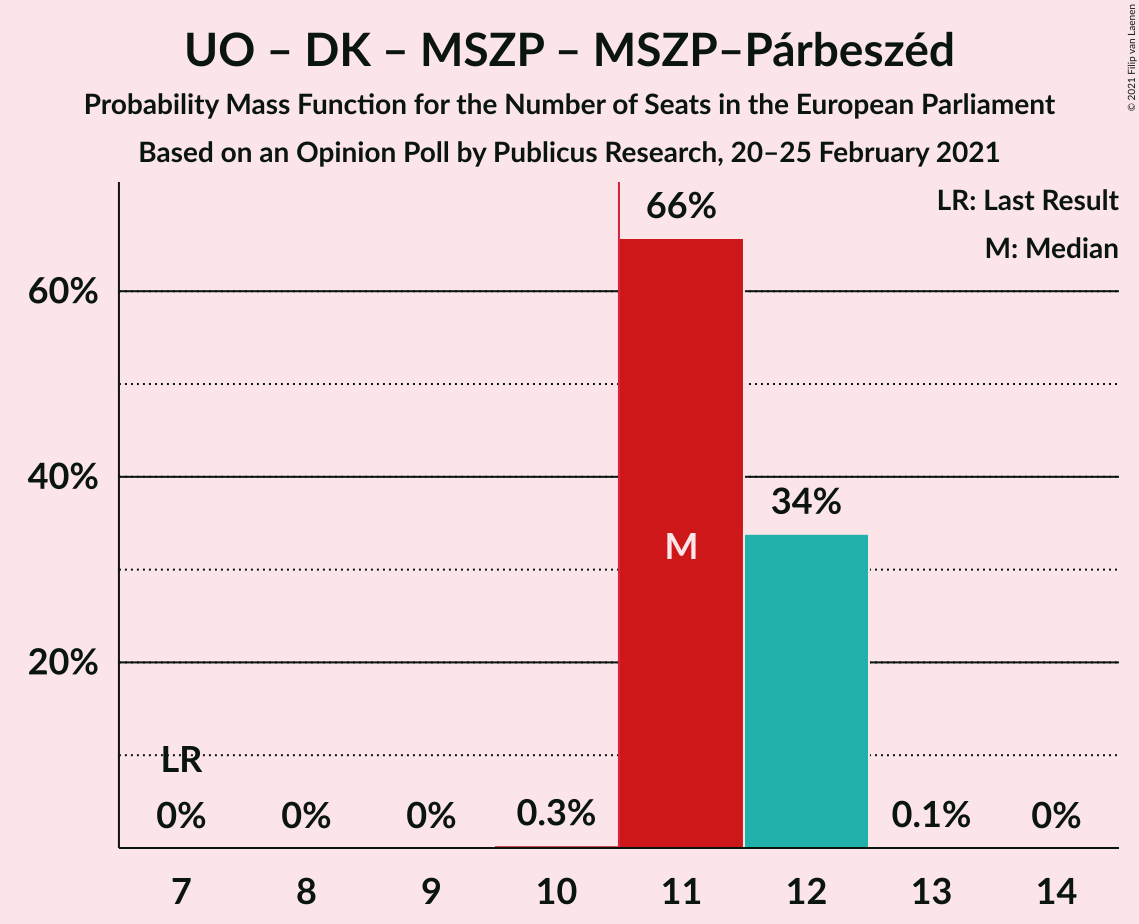 UO – DK – MSZP – MSZP–Párbeszéd
Probability Mass Function for the Number of Seats in the European Parliament
Based on an Opinion Poll by Publicus Research, 20–25 February 2021
© 2021 Filip van Laenen
LR: Last Result
M: Median
66%
60%
40%
34%
M
20%
LR
0%
0%
0%
0.3%
0.1%
0%
7
8
9
10
11
12
13
14